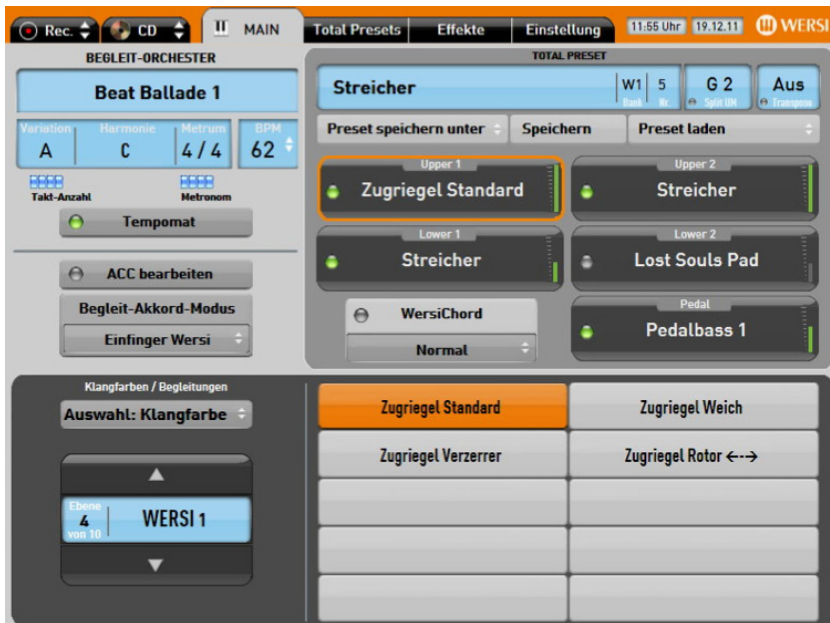 Rec. CD MAIN Total Presets Effekte Einstellung 11:55 Uhr 19.12.11 WERSI
BEGLEIT-ORCHESTER
Beat Ballade 1
Variation Harmonie Metrum BPM
A C 4/4 62
Takt-Anzahl Metronom
Tempomat
ACC bearbeiten
Begleit-Akkord-Modus
Einfinger Wersi
TOTAL PRESET
Streicher W1 5 G 2 Aus
Bank Nr. Split UM Transpose
Preset speichern unter Speichern Preset laden
Upper 1
Zugriegel Standard
Upper 2
Streicher
Lower 1
Streicher
Lower 2
Lost Souls Pad
WersiChord
Normal
Pedal
Pedalbass 1
Klangfarben / Begleitungen
Auswahl: Klangfarbe
Ebene
4 WERSI 1
von 10
Zugriegel Standard Zugriegel Weich
Zugriegel Verzerrer Zugriegel Rotor <-->